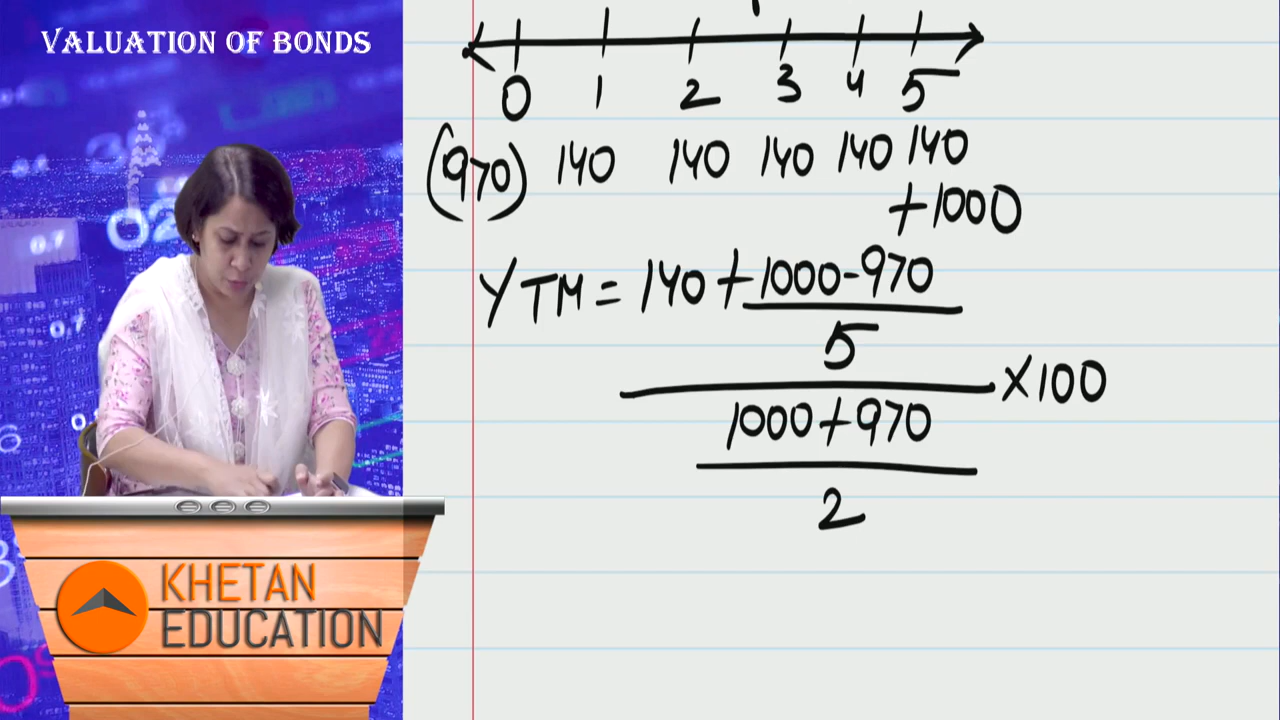 VALUATION OF BONDS
0 1 2 3 4 5
(970) 140 140 140 140 140
+1000
YTM = 140 + 1000-970
5
×100
1000+970
2
KHETAN
EDUCATION